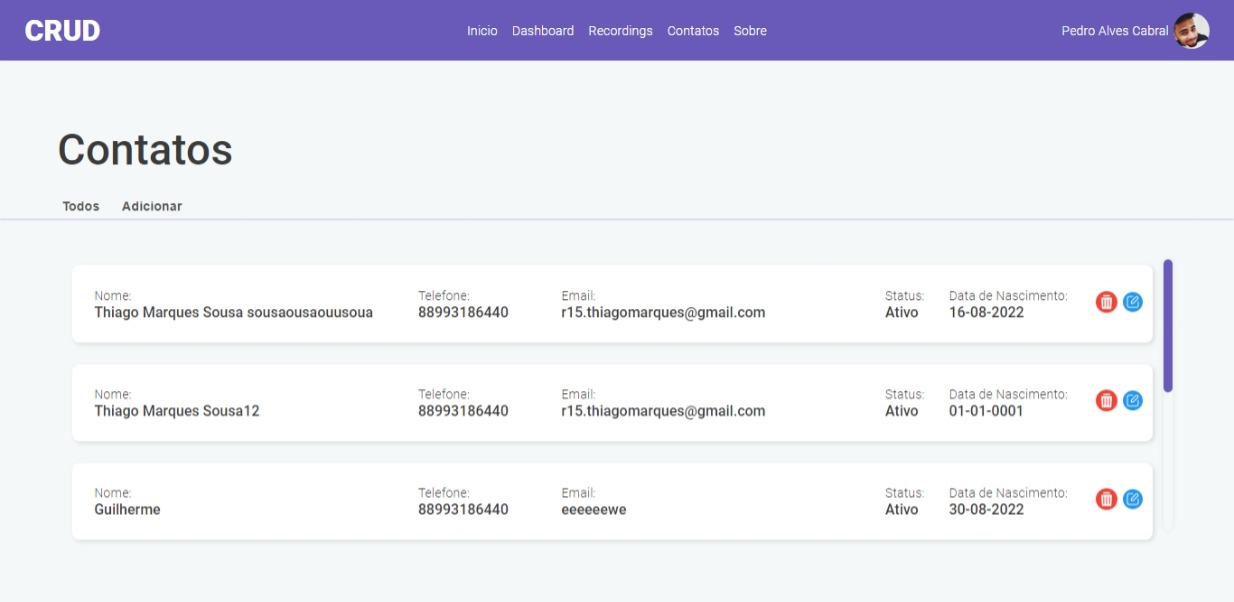 CRUD
Inicio Dashboard Recordings Contatos Sobre
Pedro Alves Cabral
Contatos
Todos Adicionar
Nome: Telefone: Email: Status: Data de Nascimento:
Thiago Marques Sousa sousaousaouusoua 88993186440 r15.thiagomarques@gmail.com Ativo 16-08-2022
Nome: Telefone: Email: Status: Data de Nascimento:
Thiago Marques Sousa12 88993186440 r15.thiagomarques@gmail.com Ativo 01-01-0001
Nome: Telefone: Email: Status: Data de Nascimento:
Guilherme 88993186440 eeeeeewe Ativo 30-08-2022